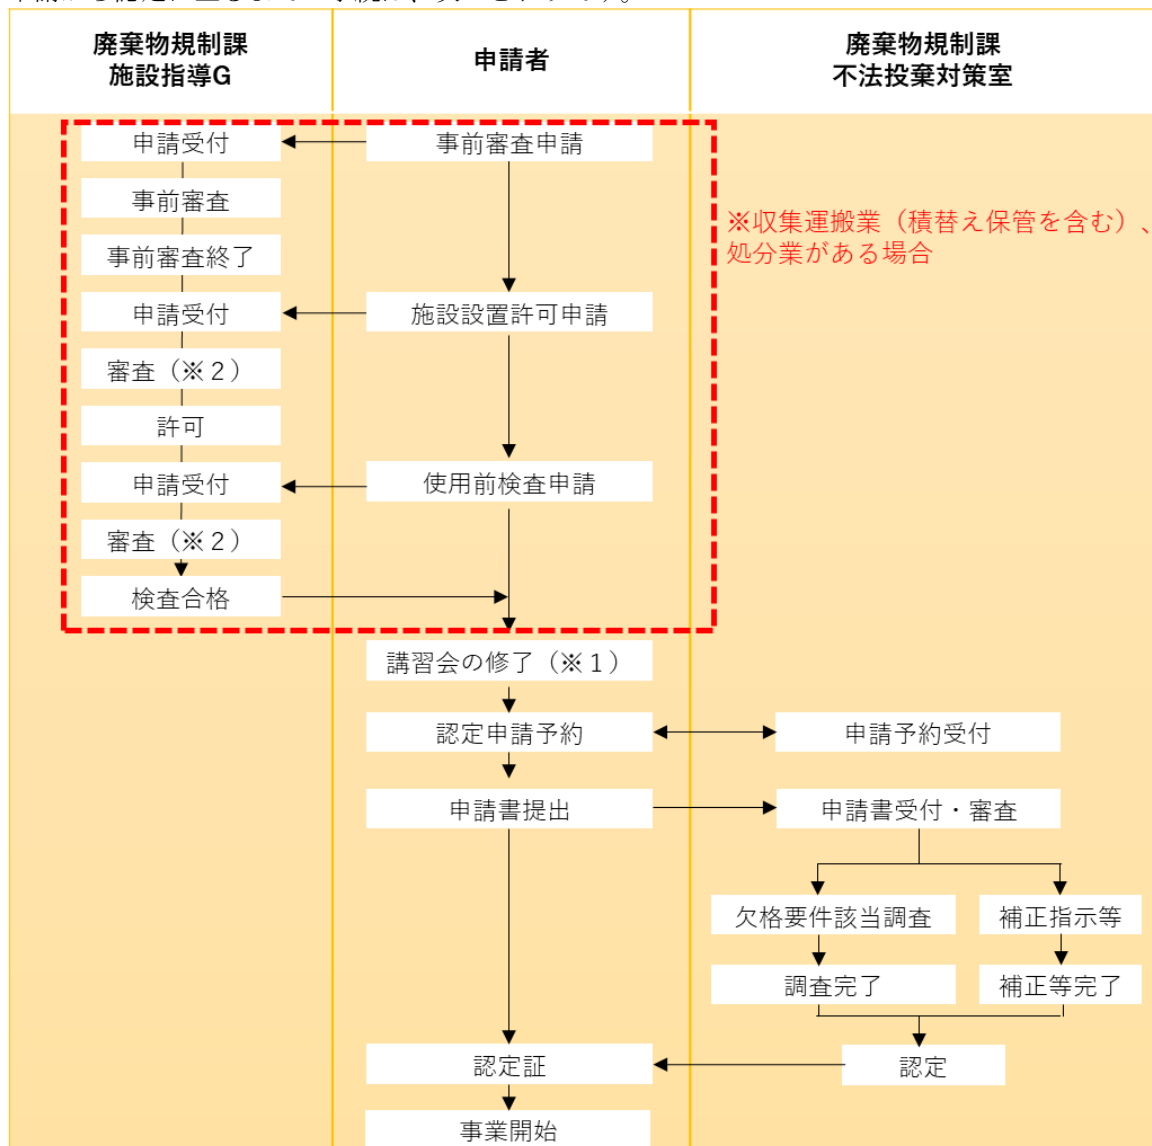 廃棄物規制課
施設指導G
申請者
廃棄物規制課
不法投棄対策室
申請受付
事前審査申請
事前審査
※収集運搬業（積替え保管を含む）、
処分業がある場合
事前審査終了
申請受付
施設設置許可申請
審査（※２）
許可
申請受付
使用前検査申請
審査（※２）
検査合格
講習会の修了（※１）
認定申請予約
申請予約受付
申請書提出
申請書受付・審査
欠格要件該当調査
補正指示等
調査完了
補正等完了
認定証
認定
事業開始